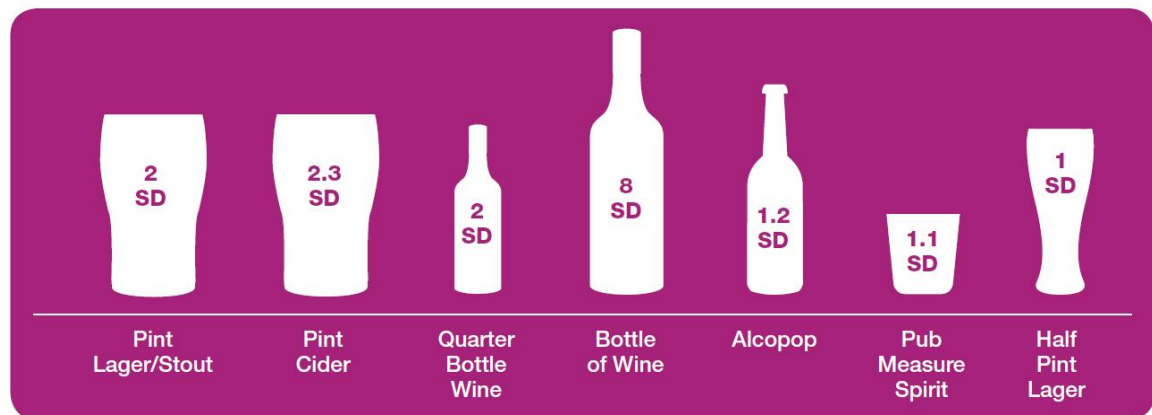 2
SD
2.3
SD
2
SD
8
SD
1.2
SD
1.1
SD
1
SD
Pint
Lager/Stout
Pint
Cider
Quarter
Bottle
Wine
Bottle
of Wine
Alcopop
Pub
Measure
Spirit
Half
Pint
Lager